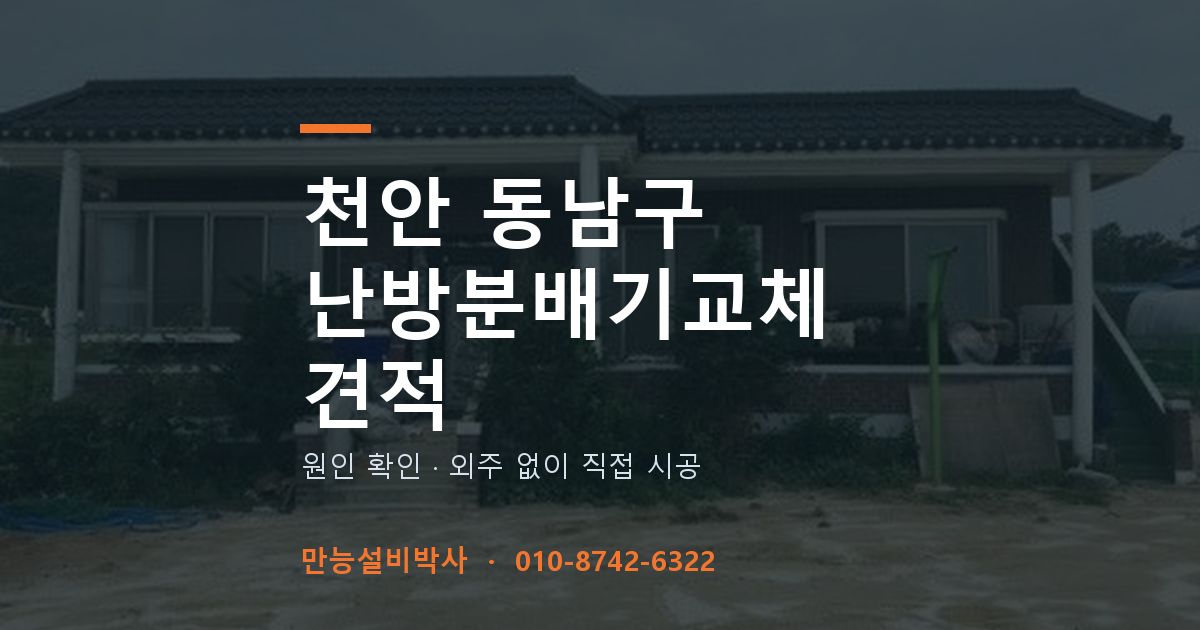 천안 동남구
난방분배기교체
견적
원인 확인 · 외주 없이 직접 시공
만능설비박사 · 010-8742-6322